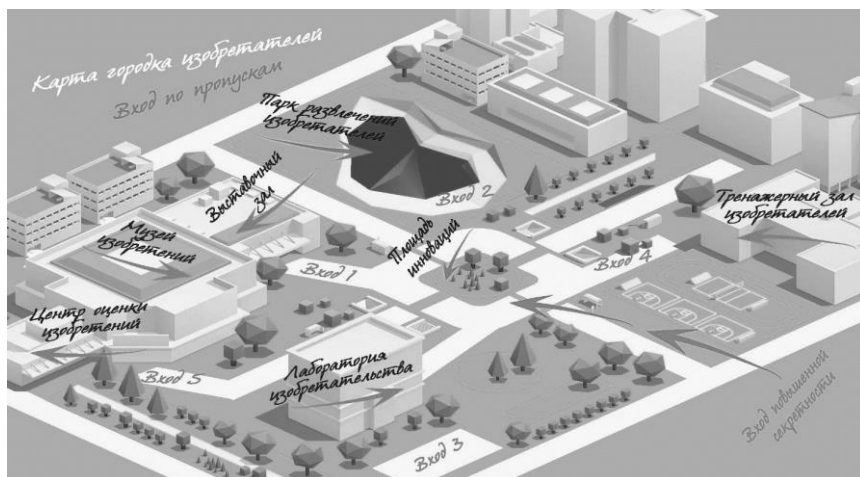 Карта городка изобретателей
Вход по пропускам
Парк развлечений
изобретателей
Вход 2
Выставочный
зал
Площадь
инноваций
Тренажерный зал
изобретателей
Музей
изобретений
Вход 1
Вход 4
Центр оценки
изобретений
Лаборатория
изобретательства
Вход 5
Вход 3
Вход повышенной
секретности